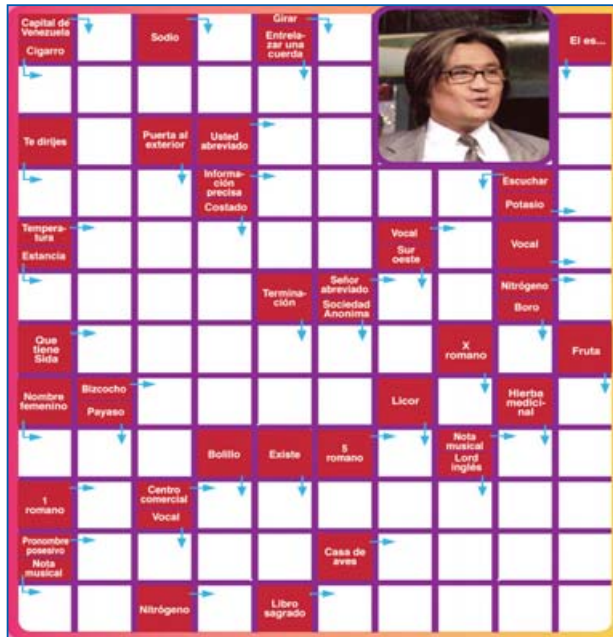 Capital de
Venezuela
Cigarro
Sodio
Girar
Entrela-
zar una
cuerda
El es...
Te dirijes
Puerta al
exterior
Usted
abreviado
Informa-
ción
precisa
Costado
Escuchar
Potasio
Tempera-
tura
Estancia
Vocal
Sur
oeste
Vocal
Termina-
ción
Señor
abreviado
Sociedad
Anonima
Nitrógeno
Boro
Que
tiene
Sida
X
romano
Fruta
Nombre
femenino
Bizcocho
Payaso
Licor
Hierba
medici-
nal
Bolillo
Existe
5
romano
Nota
musical
Lord
inglés
1
romano
Centro
comercial
Vocal
Pronombre
posesivo
Nota
musical
Casa de
aves
Nitrógeno
Libro
sagrado